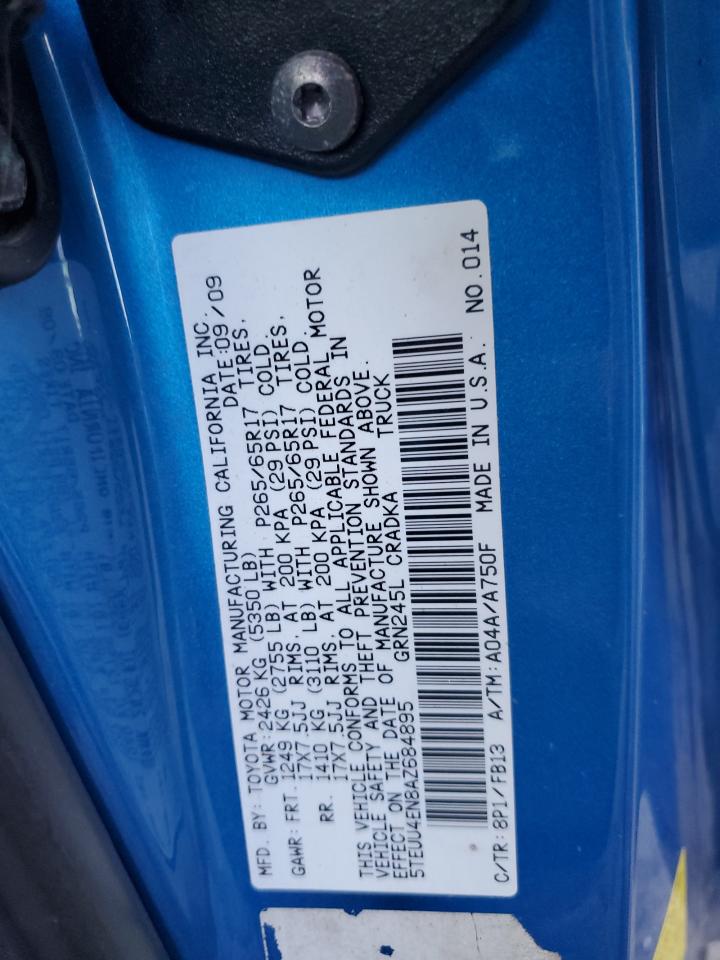 MFD. BY: TOYOTA MOTOR MANUFACTURING CALIFORNIA INC.
GVWR: 2426 KG (5350 LB) DATE: 09/09
GAWR: FRT. 1249 KG (2755 LB) WITH P265/65R17 TIRES,
17X7.5JJ RIMS, AT 200 KPA (29 PSI) COLD.
RR. 1410 KG (3110 LB) WITH P265/65R17 TIRES,
17X7.5JJ RIMS, AT 200 KPA (29 PSI) COLD.
THIS VEHICLE CONFORMS TO ALL APPLICABLE FEDERAL MOTOR
VEHICLE SAFETY AND THEFT PREVENTION STANDARDS IN
EFFECT ON THE DATE OF MANUFACTURE SHOWN ABOVE.
5TEUU4EN8AZ684895 GRN245L CRADKA TRUCK
C/TR: 8P1/FB13 A/TM: A04A/A750F MADE IN U.S.A. NO. 014